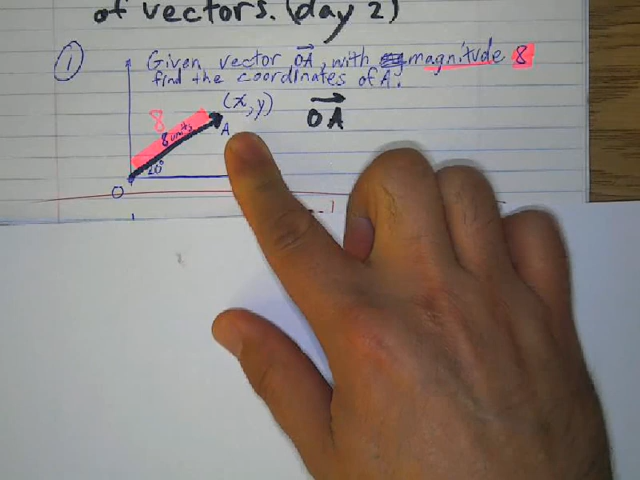 of vectors. (day 2)
① Given vector OA, with magnitude 8
find the coordinates of A.
8
(x,y)
OA
8 units
A
20°
O